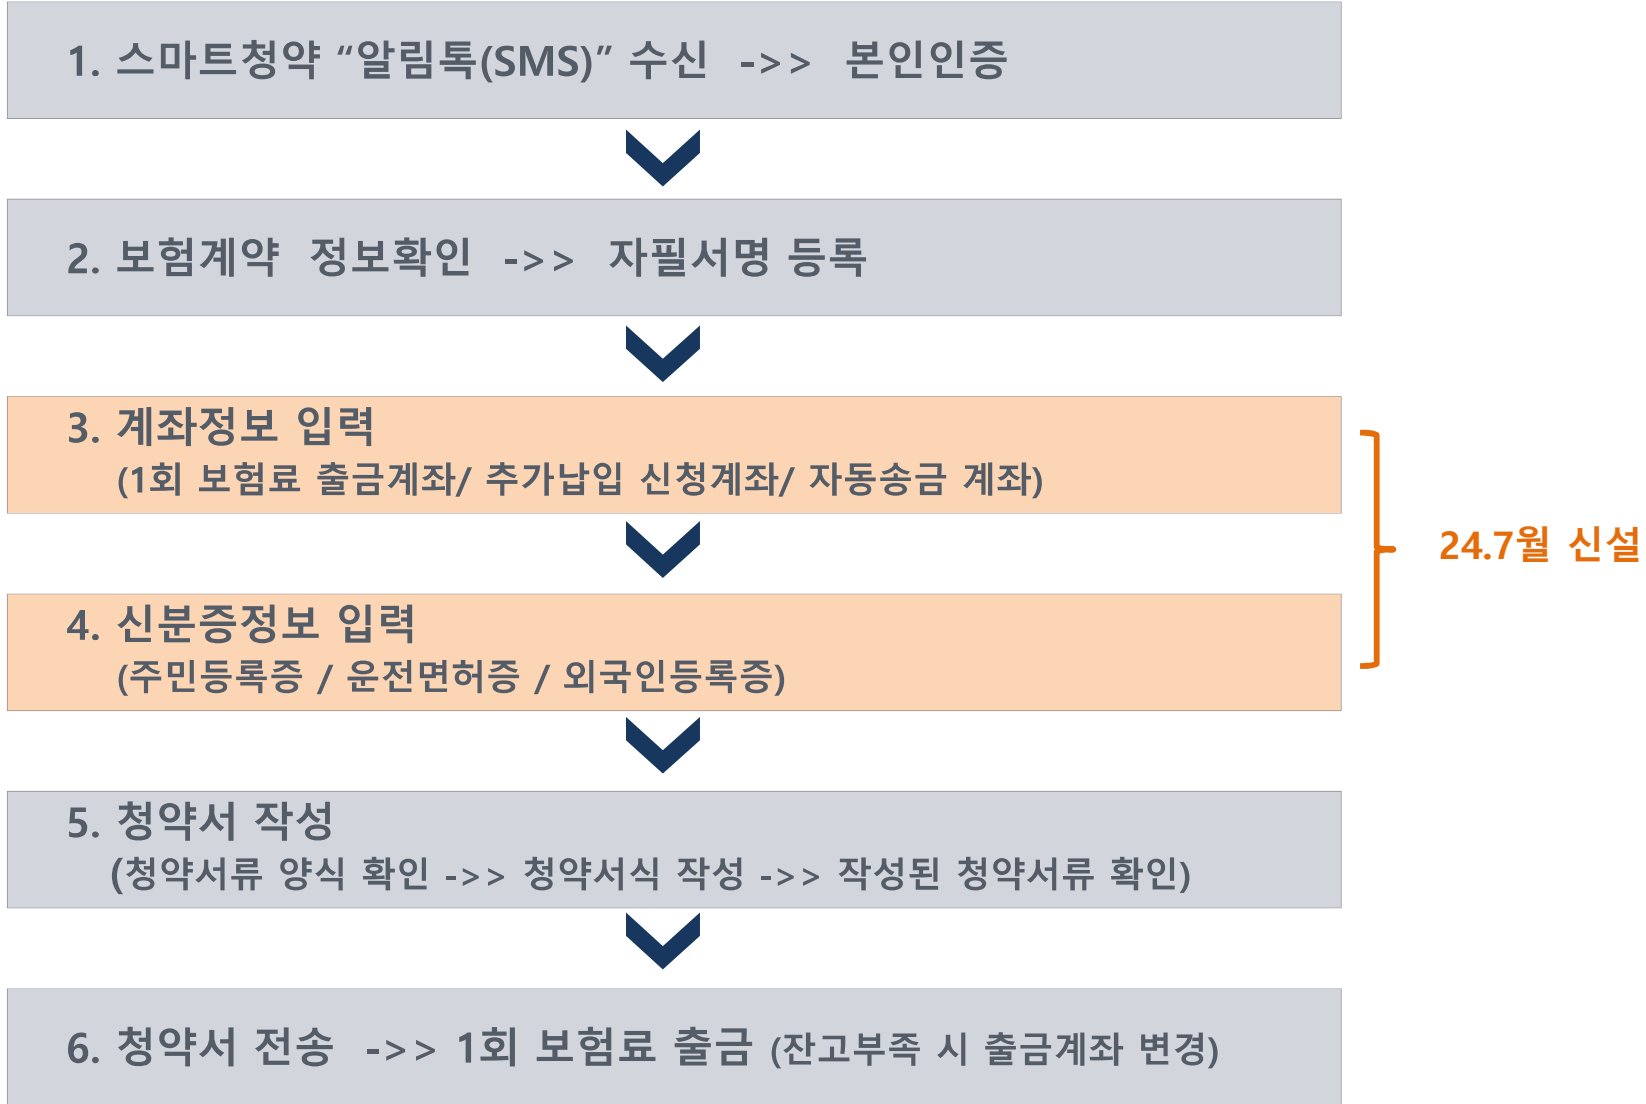 1. 스마트청약 “알림톡(SMS)” 수신 ->> 본인인증
2. 보험계약 정보확인 ->> 자필서명 등록
3. 계좌정보 입력
(1회 보험료 출금계좌/ 추가납입 신청계좌/ 자동송금 계좌)
24.7월 신설
4. 신분증정보 입력
(주민등록증 / 운전면허증 / 외국인등록증)
5. 청약서 작성
(청약서류 양식 확인 ->> 청약서식 작성 ->> 작성된 청약서류 확인)
6. 청약서 전송 ->> 1회 보험료 출금 (잔고부족 시 출금계좌 변경)